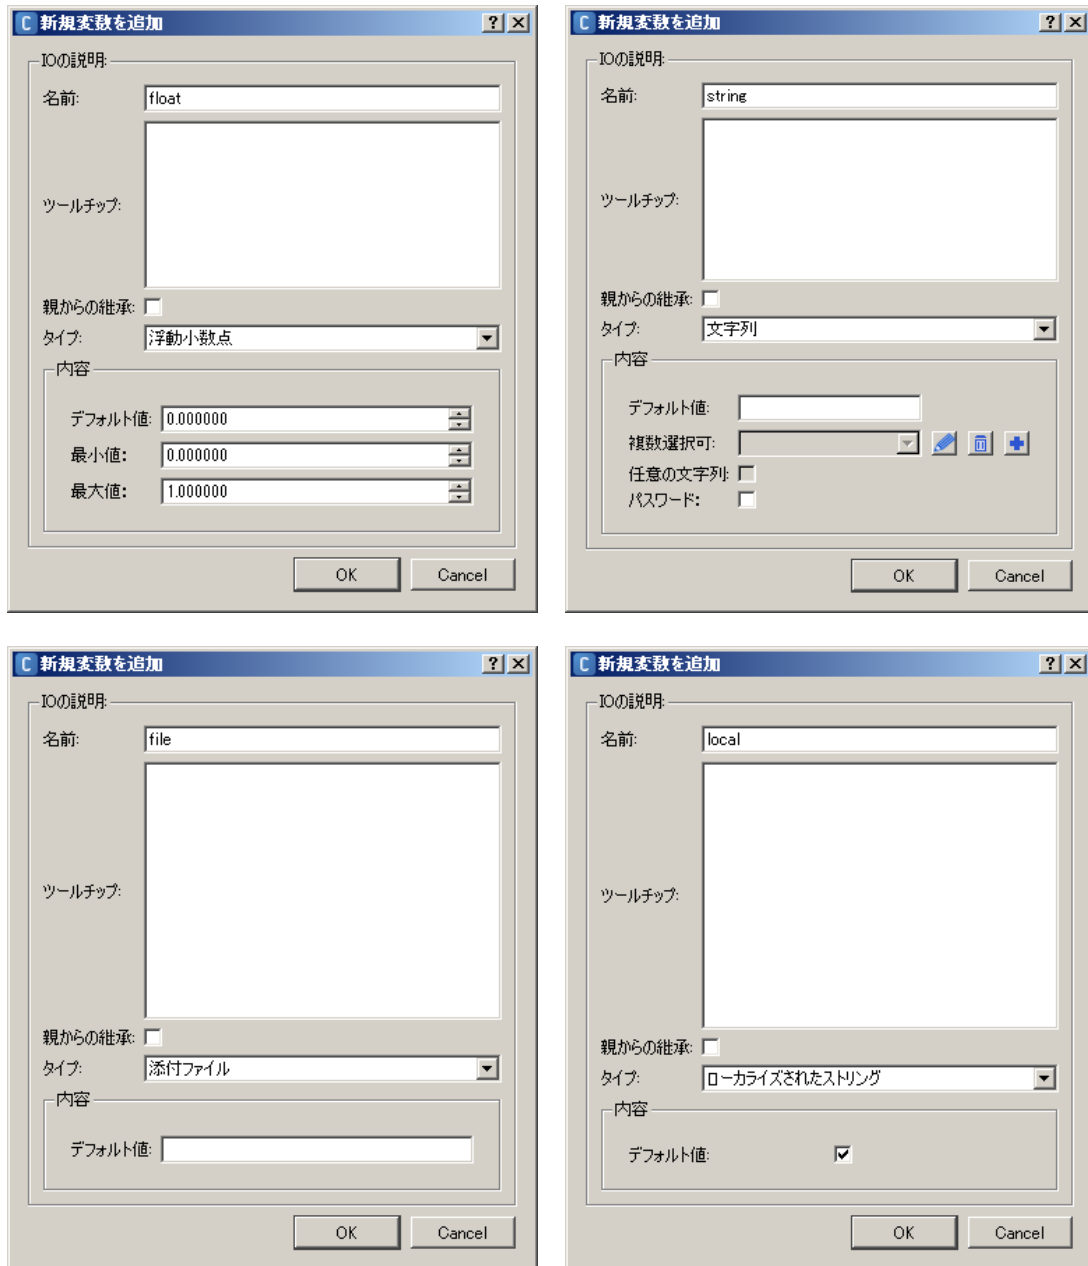 C 新規変数を追加
IOの説明:
名前: float
ツールチップ:
親からの継承:
タイプ: 浮動小数点
内容
デフォルト値: 0.000000
最小値: 0.000000
最大値: 1.000000
OK Cancel
C 新規変数を追加
IOの説明:
名前: string
ツールチップ:
親からの継承:
タイプ: 文字列
内容
デフォルト値:
複数選択可:
任意の文字列:
パスワード:
OK Cancel
C 新規変数を追加
IOの説明:
名前: file
ツールチップ:
親からの継承:
タイプ: 添付ファイル
内容
デフォルト値:
OK Cancel
C 新規変数を追加
IOの説明:
名前: local
ツールチップ:
親からの継承:
タイプ: ローカライズされたストリング
内容
デフォルト値:
OK Cancel